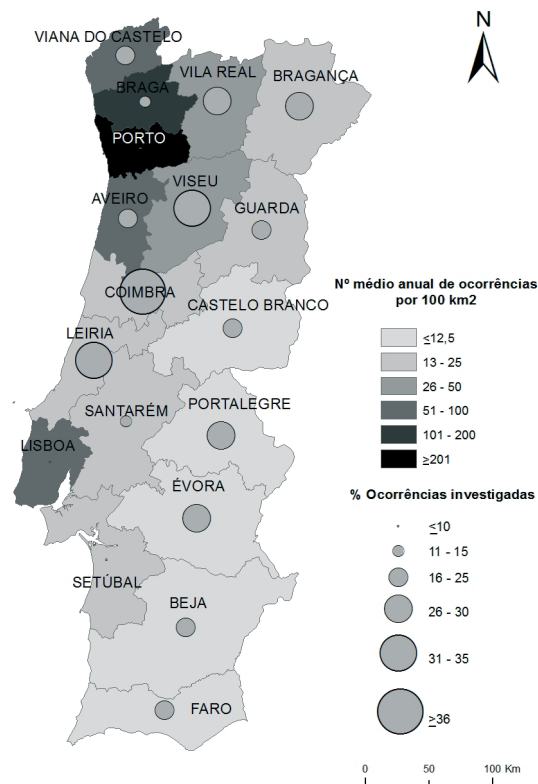 N
VIANA DO CASTELO
VILA REAL
BRAGANÇA
BRAGA
PORTO
VISEU
AVEIRO
GUARDA
COIMBRA
CASTELO BRANCO
LEIRIA
SANTARÉM
PORTALEGRE
LISBOA
ÉVORA
SETÚBAL
BEJA
FARO
Nº médio anual de ocorrências
por 100 km2
≤12,5
13 - 25
26 - 50
51 - 100
101 - 200
≥201
% Ocorrências investigadas
≤10
11 - 15
16 - 25
26 - 30
31 - 35
≥36
0 50 100 Km